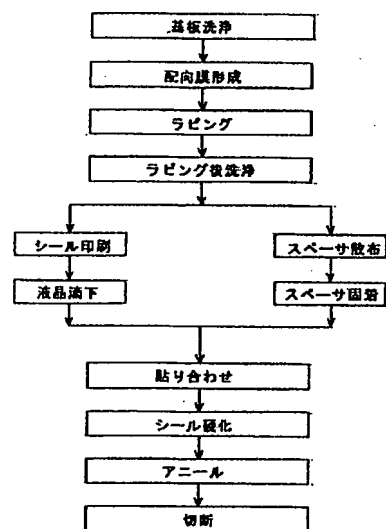 基板洗浄
配向膜形成
ラビング
ラビング後洗浄
シール印刷
スペーサ散布
液晶滴下
スペーサ固着
貼り合わせ
シール硬化
アニール
切断